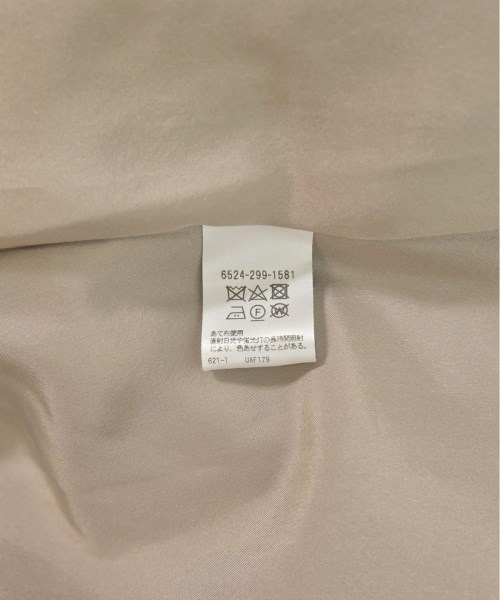 6524-299-1581
F
W
あて布使用
直射日光や蛍光灯の長時間照射
により、色あせすることがある。
621-1 UAF179